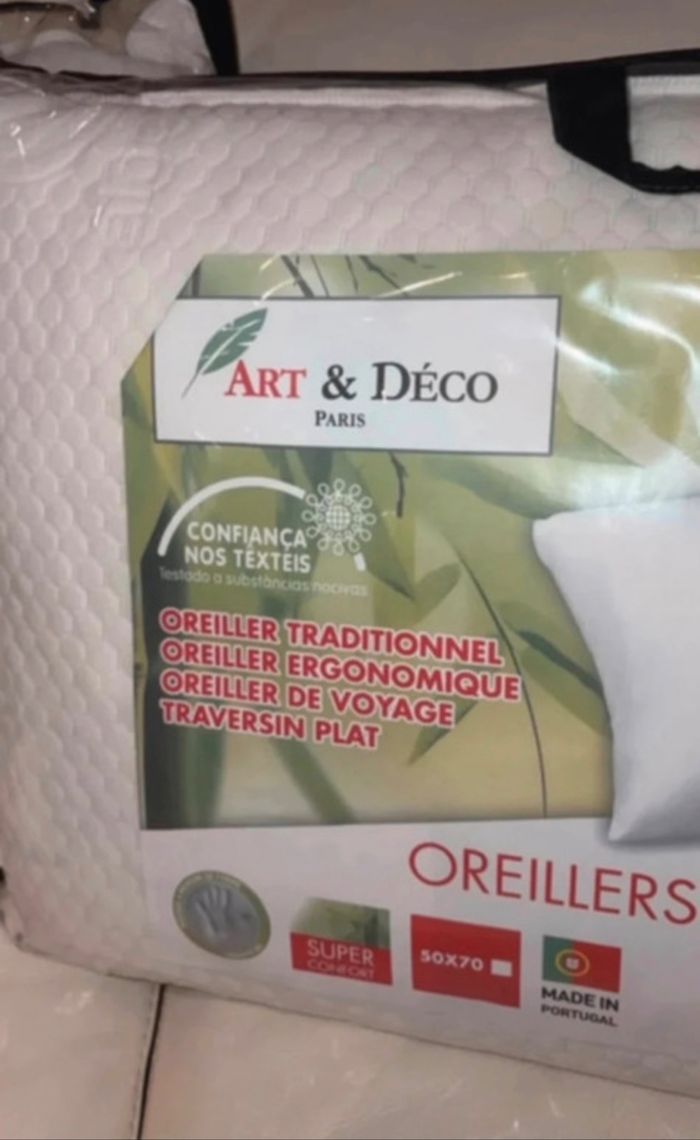 ART & DÉCO
PARIS
CONFIANÇA
NOS TÊXTEIS
Testado a substâncias nocivas
OREILLER TRADITIONNEL
OREILLER ERGONOMIQUE
OREILLER DE VOYAGE
TRAVERSIN PLAT
OREILLERS
SUPER
CONFORT
50X70
MADE IN
PORTUGAL